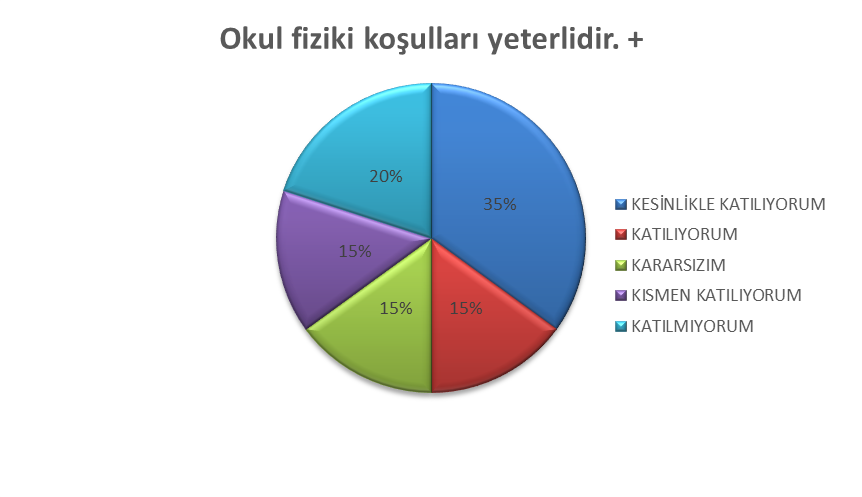 Okul fiziki koşulları yeterlidir. +
20%
35%
15%
15%
15%
KESİNLİKLE KATILIYORUM
KATILIYORUM
KARARSIZIM
KISMEN KATILIYORUM
KATILMIYORUM